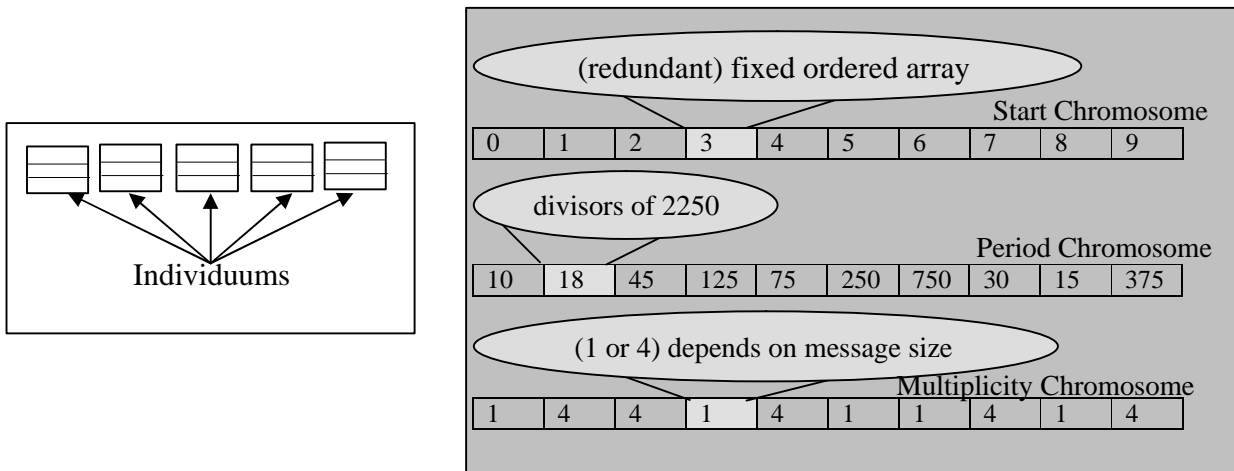 Individuums
(redundant) fixed ordered array
Start Chromosome
0 1 2 3 4 5 6 7 8 9
divisors of 2250
Period Chromosome
10 18 45 125 75 250 750 30 15 375
(1 or 4) depends on message size
Multiplicity Chromosome
1 4 4 1 4 1 1 4 1 4